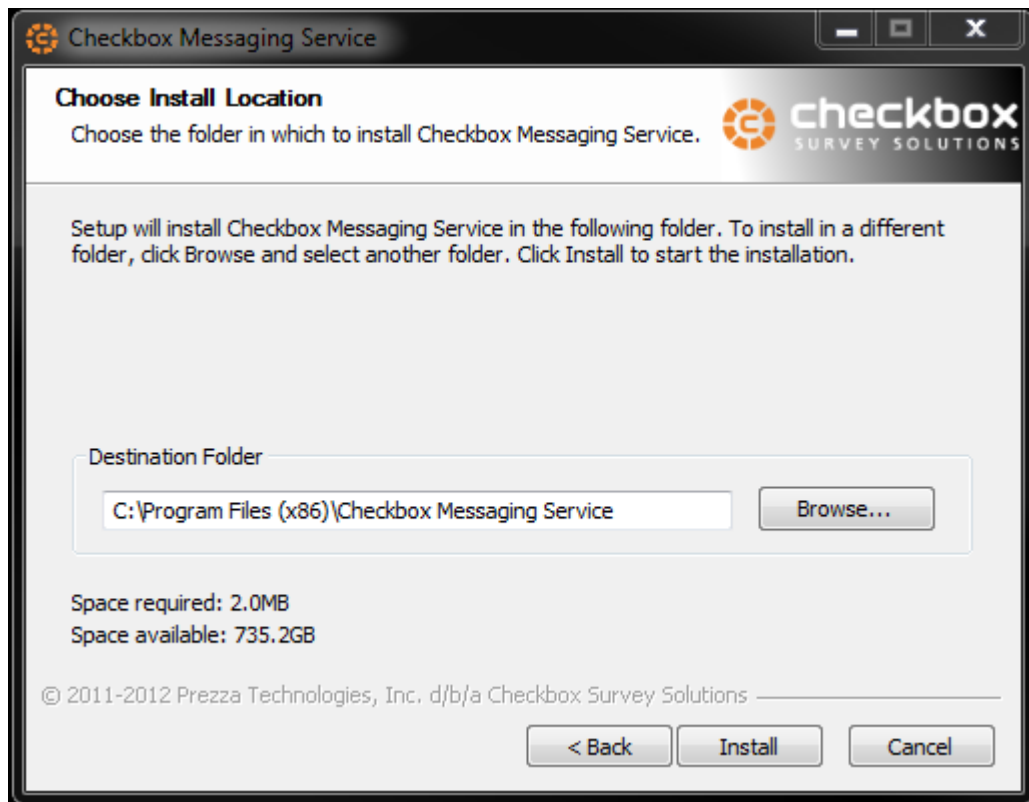 Checkbox Messaging Service
Choose Install Location
Choose the folder in which to install Checkbox Messaging Service.
checkbox
SURVEY SOLUTIONS
Setup will install Checkbox Messaging Service in the following folder. To install in a different
folder, click Browse and select another folder. Click Install to start the installation.
Destination Folder
C:\Program Files (x86)\Checkbox Messaging Service
Browse...
Space required: 2.0MB
Space available: 735.2GB
© 2011-2012 Prezza Technologies, Inc. d/b/a Checkbox Survey Solutions
< Back
Install
Cancel